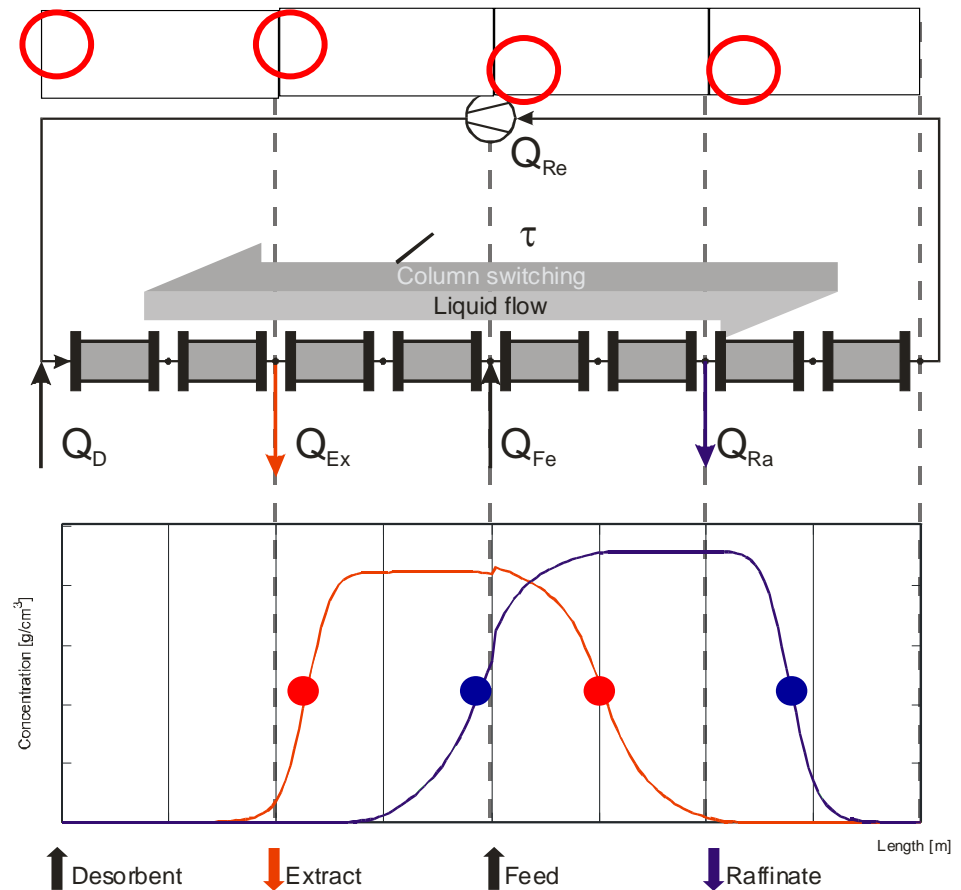 Q_Re
τ
Column switching
Liquid flow
Q_D
Q_Ex
Q_Fe
Q_Ra
Concentration [g/cm³]
Length [m]
Desorbent
Extract
Feed
Raffinate